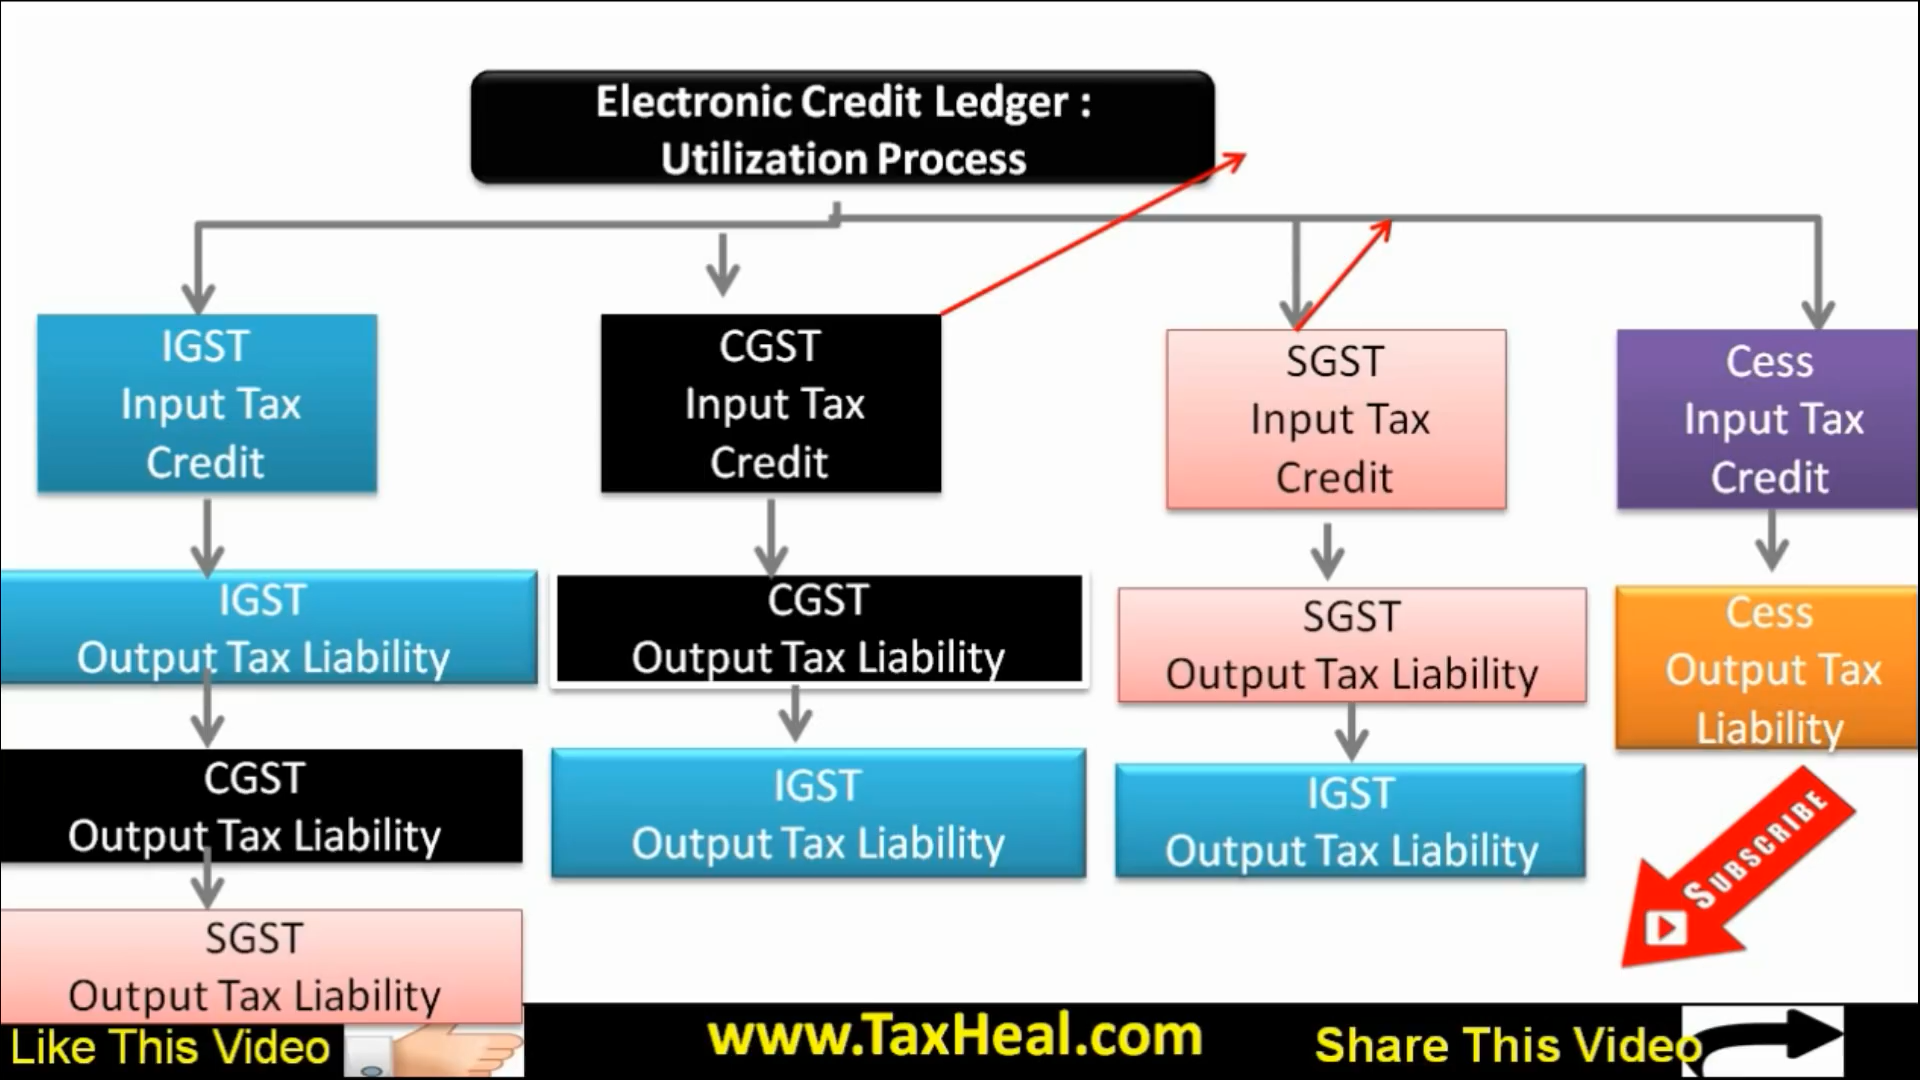 Electronic Credit Ledger :
Utilization Process
IGST
Input Tax
Credit
CGST
Input Tax
Credit
SGST
Input Tax
Credit
Cess
Input Tax
Credit
IGST
Output Tax Liability
CGST
Output Tax Liability
SGST
Output Tax Liability
Cess
Output Tax
Liability
CGST
Output Tax Liability
IGST
Output Tax Liability
IGST
Output Tax Liability
SUBSCRIBE
SGST
Output Tax Liability
Like This Video
www.TaxHeal.com
Share This Video